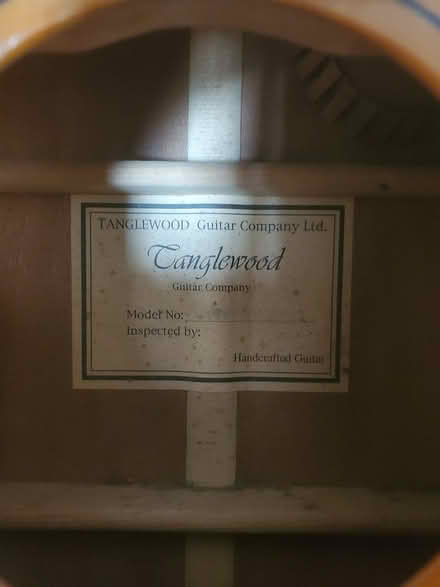 TANGLEWOOD Guitar Company Ltd.
Tanglewood
Guitar Company
Model No:
Inspected by:
Handcrafted Guitar